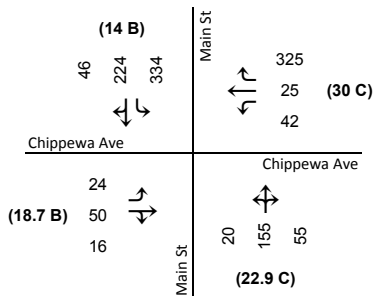 (14 B)
46 224 334
Main St
325
25 (30 C)
42
Chippewa Ave
Chippewa Ave
24
(18.7 B) 50
16
20 155 55
Main St
(22.9 C)